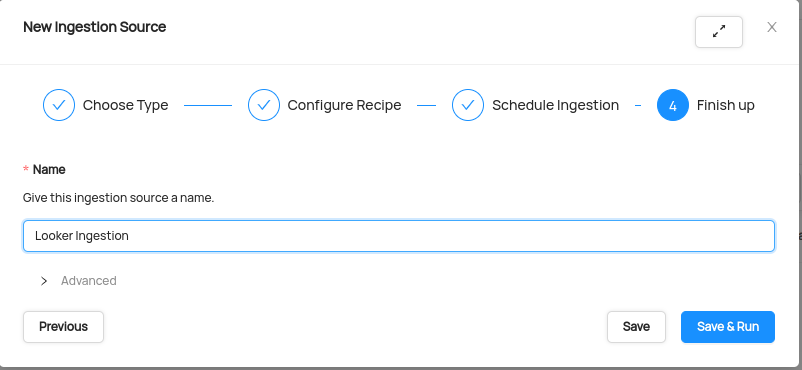 New Ingestion Source
Choose Type
Configure Recipe
Schedule Ingestion
4 Finish up
* Name
Give this ingestion source a name.
Looker Ingestion
Advanced
Previous
Save
Save & Run